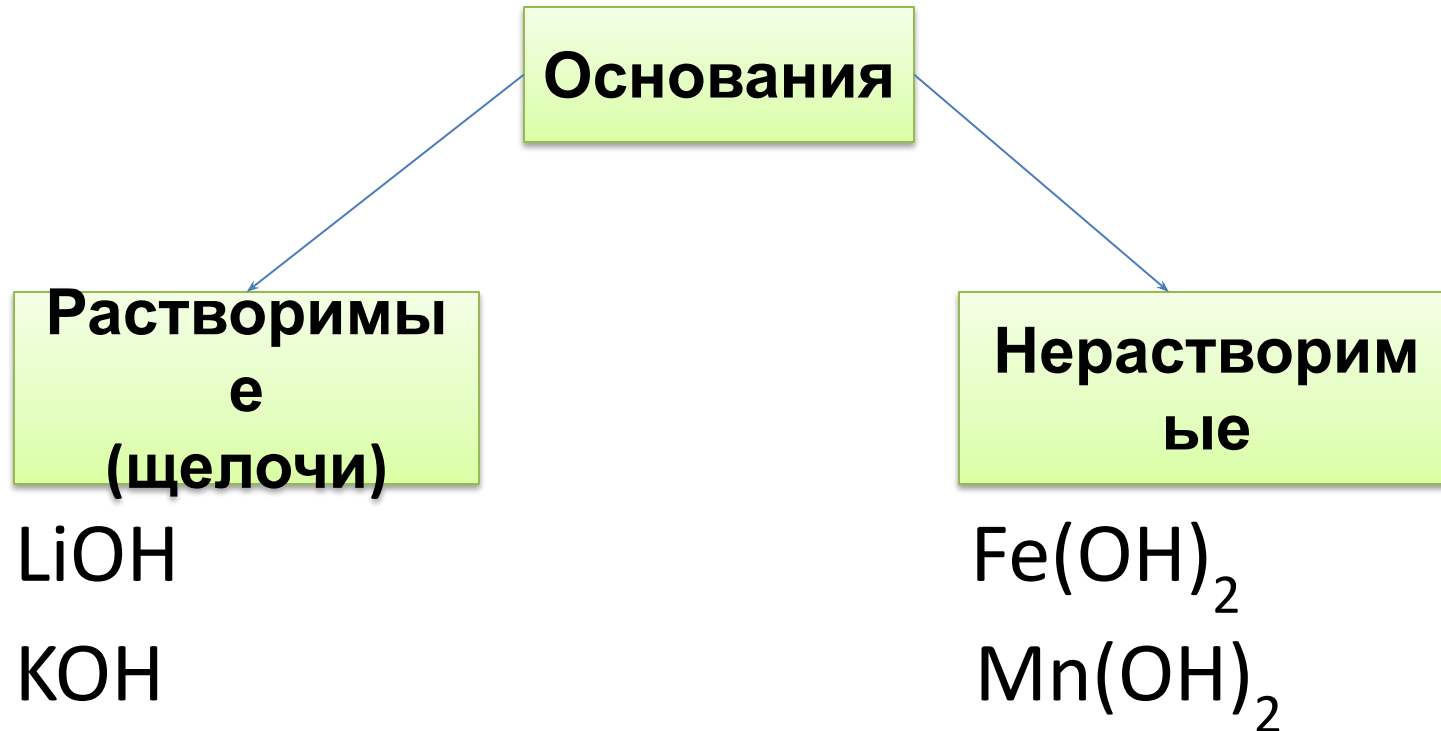 Основания
Растворимы
е
(щелочи)
Нерастворим
ые
LiOH
Fe(OH)₂
KOH
Mn(OH)₂